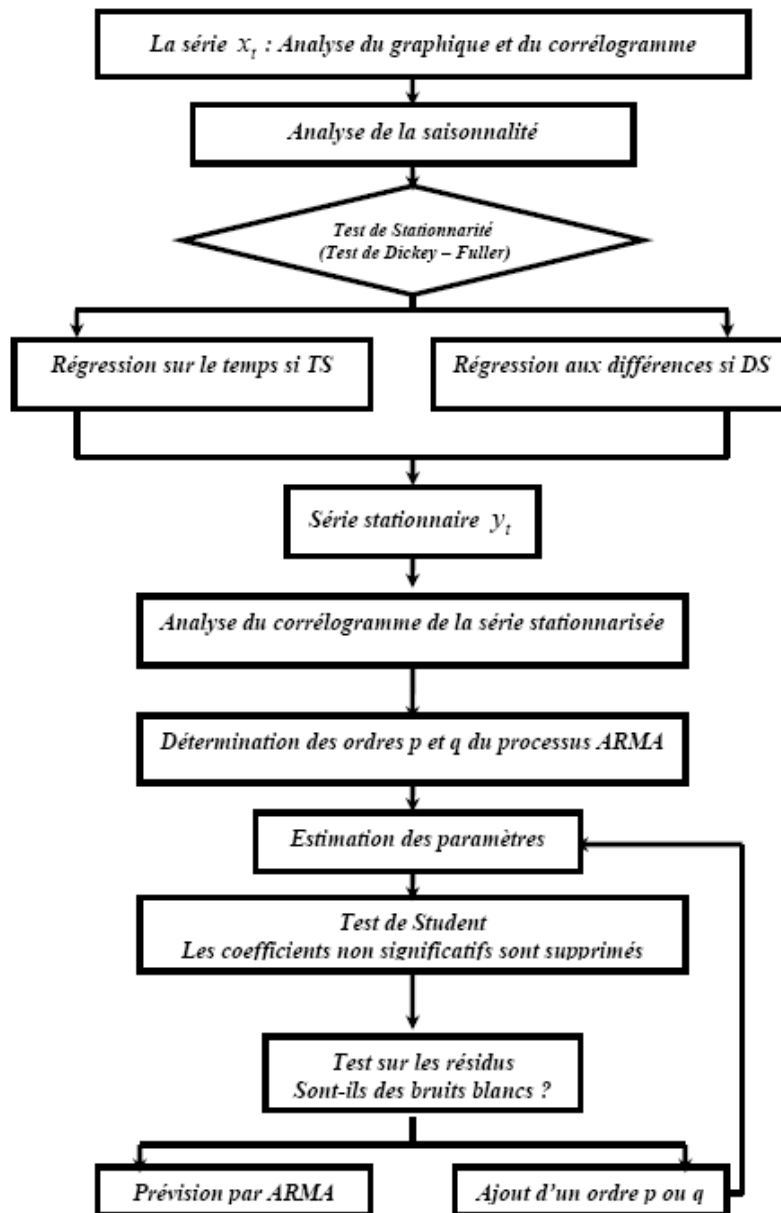 La série x_t : Analyse du graphique et du corrélogramme
Analyse de la saisonnalité
Test de Stationnarité
(Test de Dickey – Fuller)
Régression sur le temps si TS
Régression aux différences si DS
Série stationnaire y_t
Analyse du corrélogramme de la série stationnarisée
Détermination des ordres p et q du processus ARMA
Estimation des paramètres
Test de Student
Les coefficients non significatifs sont supprimés
Test sur les résidus
Sont-ils des bruits blancs ?
Prévision par ARMA
Ajout d'un ordre p ou q